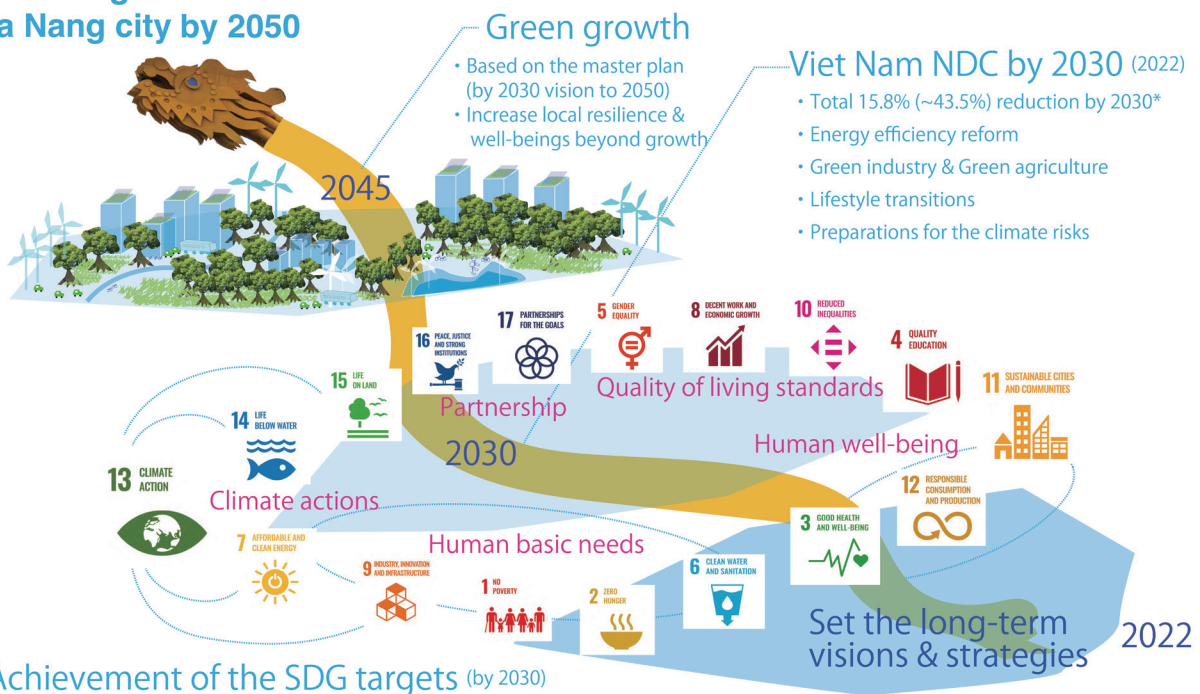 a Nang city by 2050
Green growth
• Based on the master plan
(by 2030 vision to 2050)
• Increase local resilience &
well-beings beyond growth
Viet Nam NDC by 2030 (2022)
• Total 15.8% (~43.5%) reduction by 2030*
• Energy efficiency reform
• Green industry & Green agriculture
• Lifestyle transitions
• Preparations for the climate risks
2045
16 PEACE, JUSTICE
AND STRONG
INSTITUTIONS
17 PARTNERSHIPS
FOR THE GOALS
5 GENDER
EQUALITY
8 DECENT WORK AND
ECONOMIC GROWTH
10 REDUCED
INEQUALITIES
4 QUALITY
EDUCATION
15 LIFE
ON LAND
11 SUSTAINABLE CITIES
AND COMMUNITIES
Partnership
Quality of living standards
14 LIFE
BELOW WATER
2030
Human well-being
13 CLIMATE
ACTION
Climate actions
12 RESPONSIBLE
CONSUMPTION
AND PRODUCTION
3 GOOD HEALTH
AND WELL-BEING
7 AFFORDABLE AND
CLEAN ENERGY
Human basic needs
9 INDUSTRY, INNOVATION
AND INFRASTRUCTURE
6 CLEAN WATER
AND SANITATION
1 NO
POVERTY
2 ZERO
HUNGER
Set the long-term
visions & strategies
2022
Achievement of the SDG targets (by 2030)